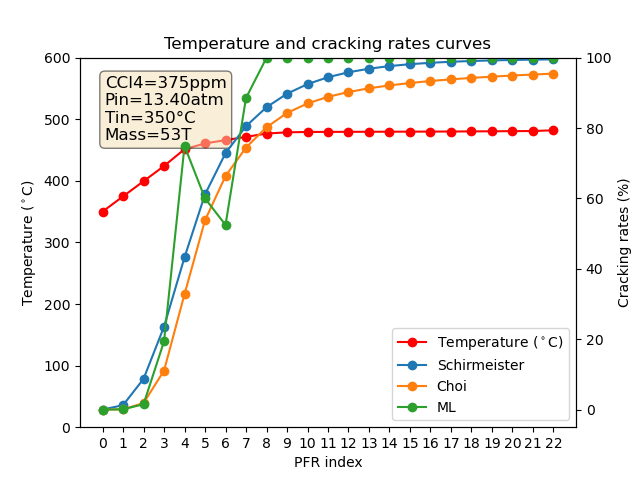 Temperature and cracking rates curves
CCl4=375ppm
Pin=13.40atm
Tin=350°C
Mass=53T
600
500
400
300
200
100
0
Temperature (°C)
100
80
60
40
20
0
Cracking rates (%)
Temperature (°C)
Schirmeister
Choi
ML
0 1 2 3 4 5 6 7 8 9 10 11 12 13 14 15 16 17 18 19 20 21 22
PFR index